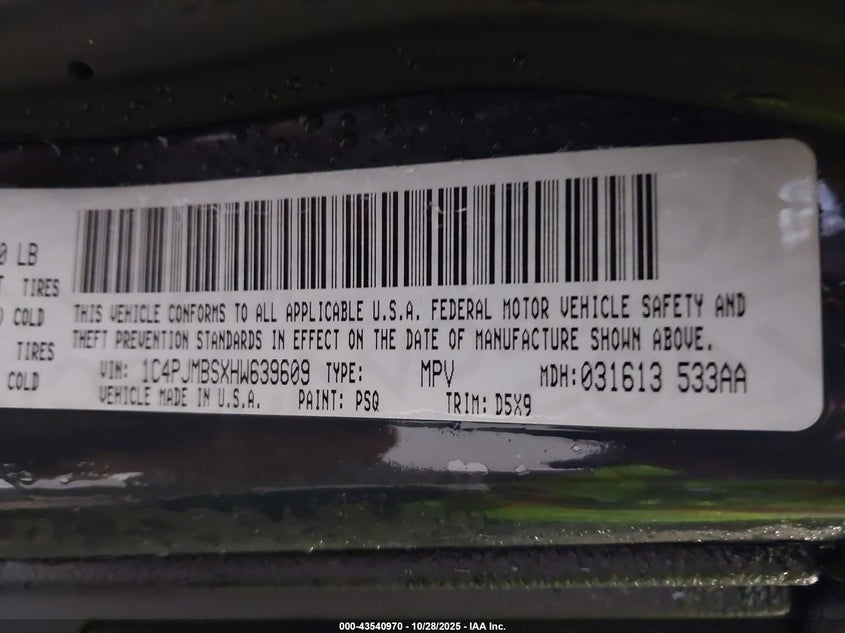 0 LB
TIRES
COLD
TIRES
COLD
THIS VEHICLE CONFORMS TO ALL APPLICABLE U.S.A. FEDERAL MOTOR VEHICLE SAFETY AND
THEFT PREVENTION STANDARDS IN EFFECT ON THE DATE OF MANUFACTURE SHOWN ABOVE.
VIN: 1C4PJMBSXHW639609 TYPE: MPV MDH:031613 533AA
VEHICLE MADE IN U.S.A. PAINT: PSQ TRIM: D5X9
000-43540970 | 10/28/2025 - IAA Inc.